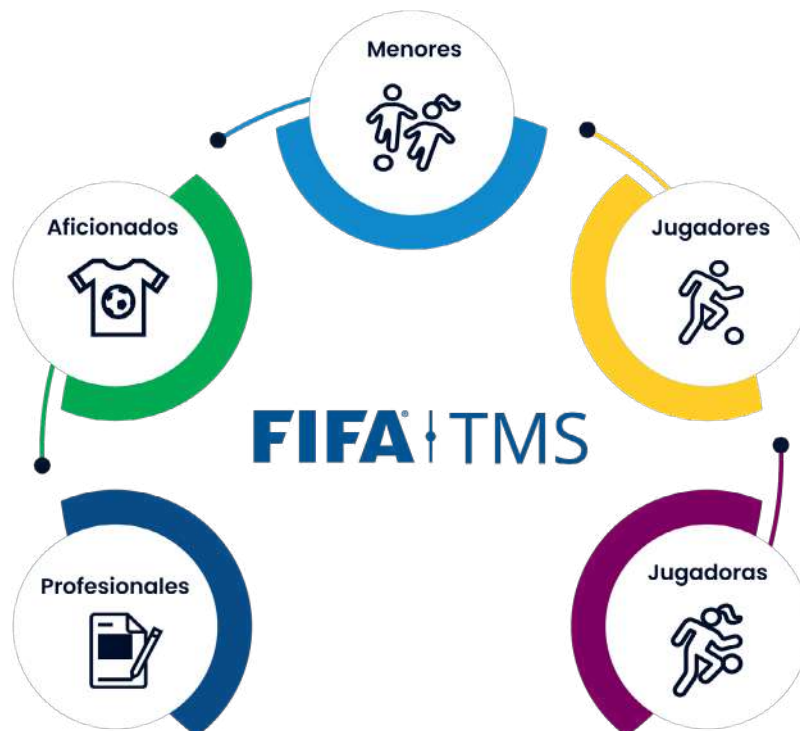 Menores
Aficionados
Jugadores
FIFA® TMS
Profesionales
Jugadoras